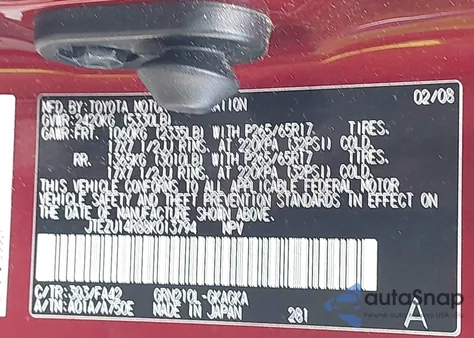 MFD. BY: TOYOTA MOTOR CORPORATION 02/08
GVWR: 2420KG (5330LB)
GAWR: FRT. 1060KG (2335LB) WITH P265/65R17 TIRES.
17X7 1/2JJ RIMS, AT 220KPA (32PSI) COLD.
RR. 1365KG (3010LB) WITH P265/65R17 TIRES.
17X7 1/2JJ RIMS, AT 220KPA (32PSI) COLD.
THIS VEHICLE CONFORMS TO ALL APPLICABLE FEDERAL MOTOR
VEHICLE SAFETY AND THEFT PREVENTION STANDARDS IN EFFECT ON
THE DATE OF MANUFACTURE SHOWN ABOVE.
JTEZU14R88K013794 MPV
C/TR: 3Q3/FA42 GRN210L-GKAGKA
A/TM: A01A/A750E MADE IN JAPAN 201 A
autoSnap